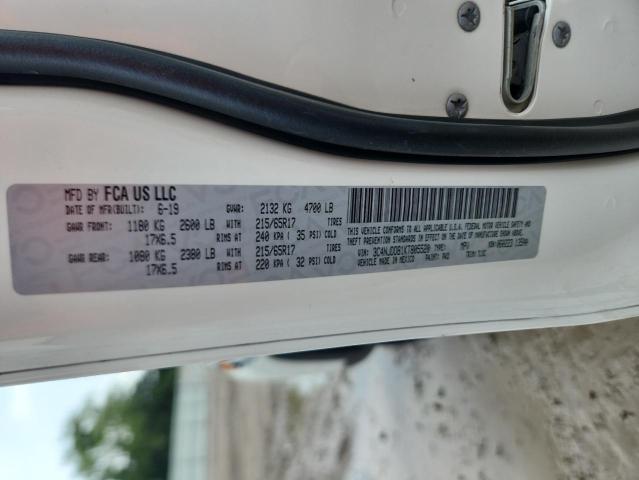 MFD BY FCA US LLC
DATE OF MFR(BUILT): 6-19 GVWR: 2132 KG 4700 LB
GAWR FRONT: 1180 KG 2600 LB WITH 215/65R17
17X6.5 RIMS AT 240 KPA ( 35 PSI) COLD
GAWR REAR: 1080 KG 2380 LB WITH 215/65R17
17X6.5 RIMS AT 220 KPA ( 32 PSI) COLD
THIS VEHICLE CONFORMS TO ALL APPLICABLE U.S.A. FEDERAL MOTOR VEHICLE SAFETY AND
THEFT PREVENTION STANDARDS IN EFFECT ON THE DATE OF MANUFACTURE SHOWN ABOVE.
VIN: TYPE: MPV
VEHICLE MADE IN MEXICO PAINT: TRIM: